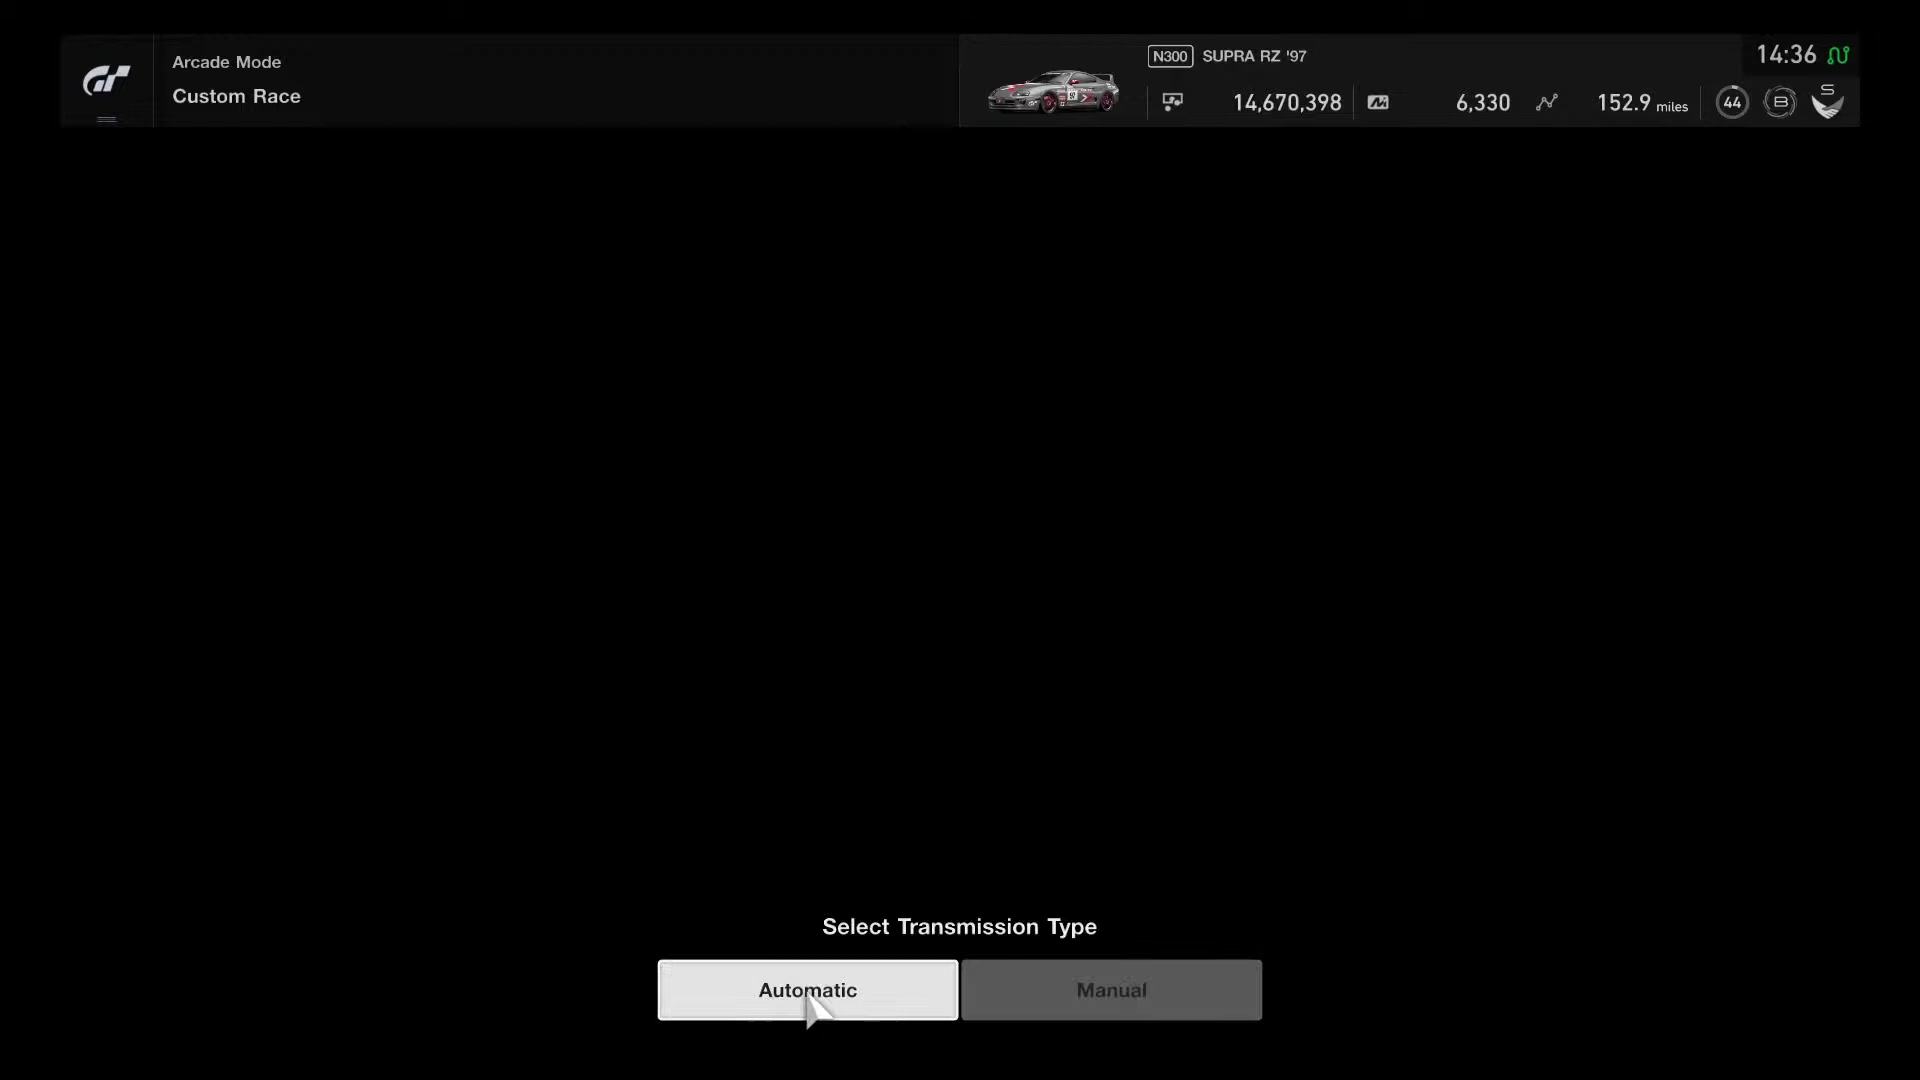 Arcade Mode
Custom Race
N300 SUPRA RZ '97
14,670,398 6,330 152.9 miles
14:36
44 B S
Select Transmission Type
Automatic Manual